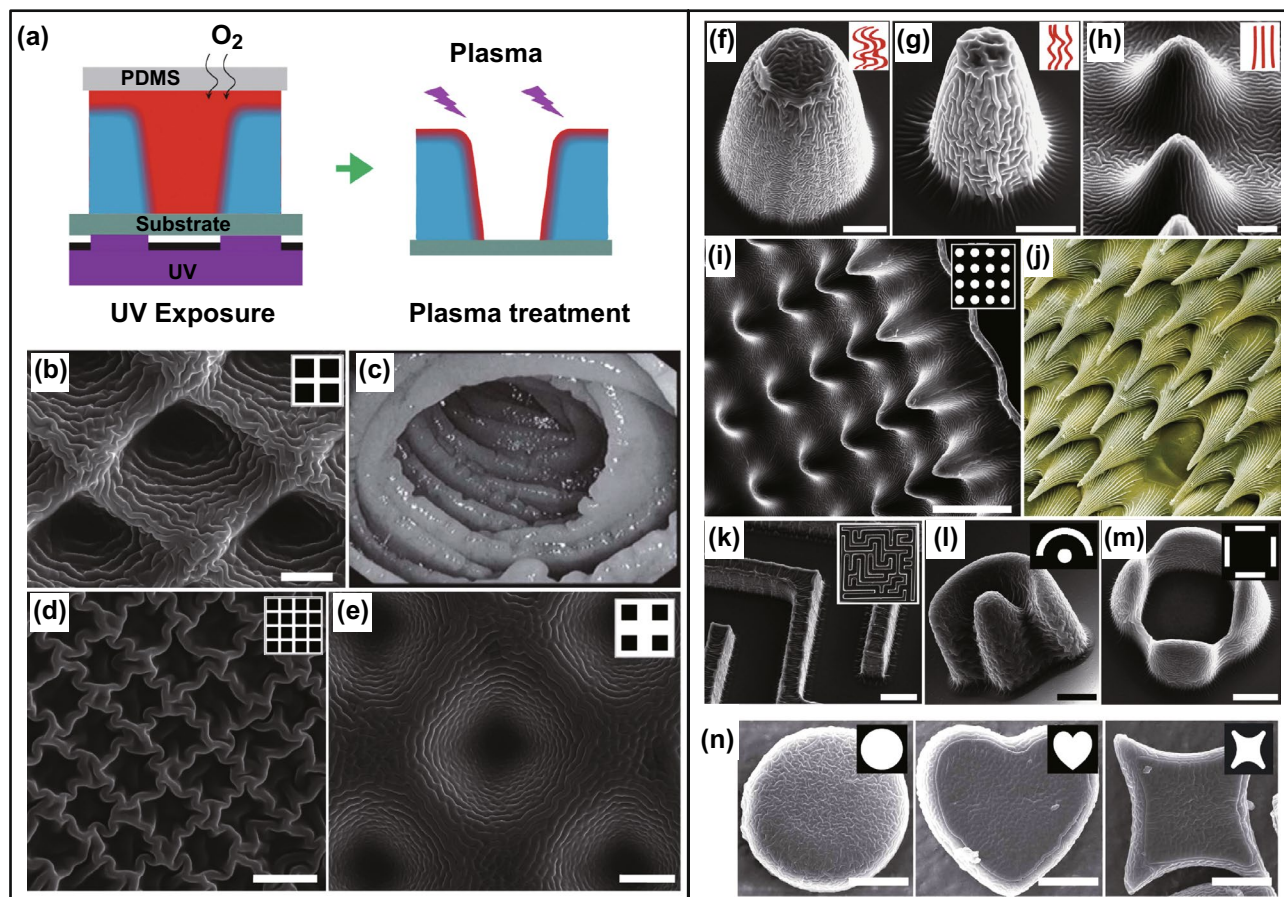 (a)
O2
PDMS
Substrate
UV
UV Exposure
Plasma
Plasma treatment
(b)
(c)
(d)
(e)
(f)
(g)
(h)
(i)
(j)
(k)
(l)
(m)
(n)